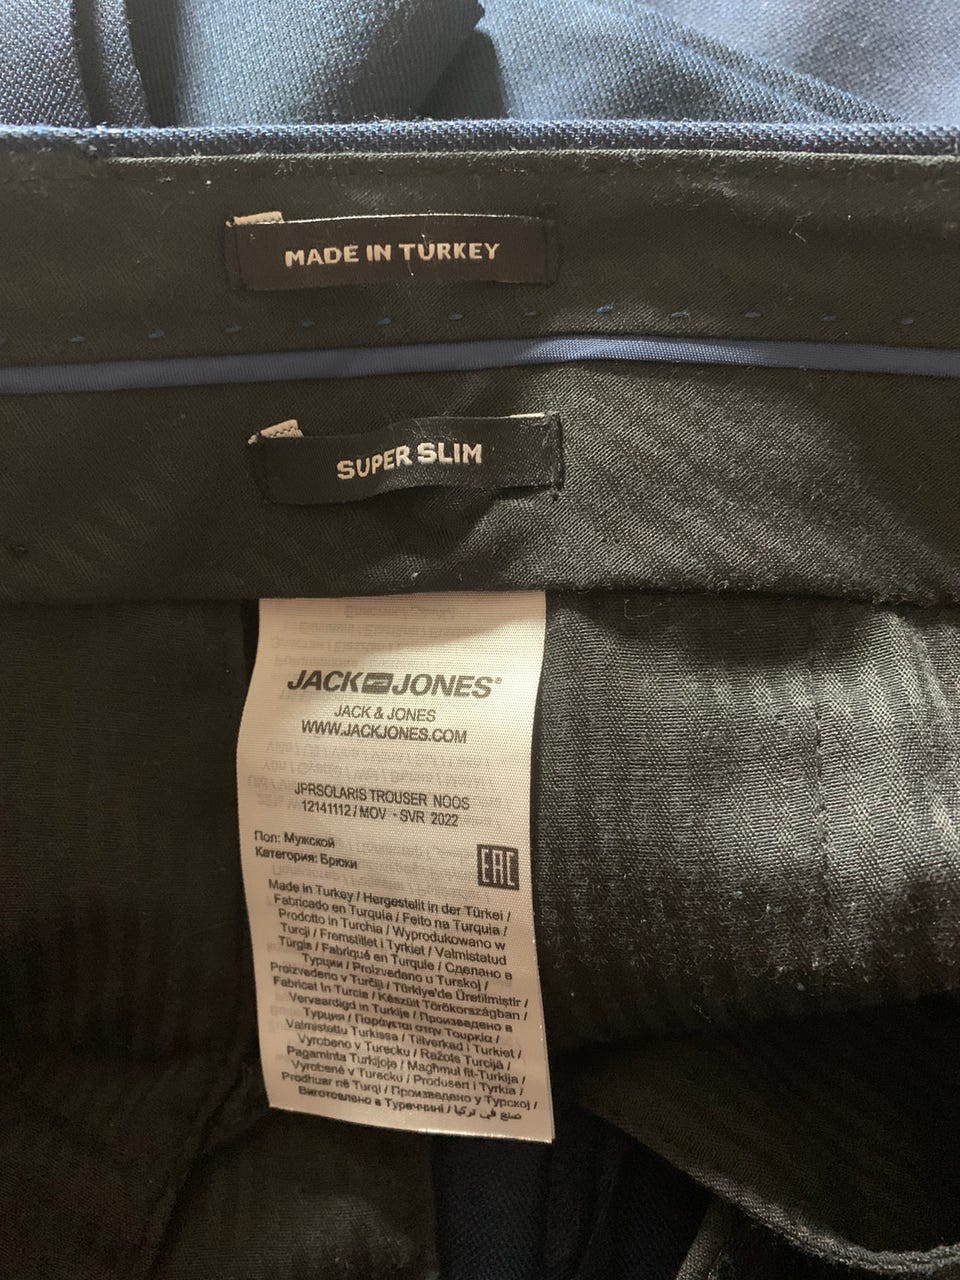 MADE IN TURKEY
SUPER SLIM
JACK JONES®
JACK & JONES
WWW.JACKJONES.COM
JPRSOLARIS TROUSER NOOS
12141112 / MOV - SVR 2022
Пол: Мужской
Категория: Брюки
EAC
Made in Turkey / Hergestellt in der Türkei /
Fabricado en Turquía / Feito na Turquia /
Prodotto in Turchia / Wyprodukowano w
Turcji / Fremstillet i Tyrkiet / Valmistatud
Türgis / Fabriqué en Turquie / Сделано в
Турции / Proizvedeno u Turskoj /
Proizvedeno v Turčiji / Türkiye'de Üretilmiştir /
Fabricat în Turcia / Készült Törökországban /
Vervaardigd in Turkije / Произведено в
Турция / Παράγεται στην Τουρκία /
Valmistettu Turkissa / Tillverkad i Turkiet /
Vyrobeno v Turecku / Ražots Turcijā /
Pagaminta Turkijoje / Maghmul fit-Turkija /
Vyrobené v Turecku / Produsert i Tyrkia /
Prodhuar në Turqi / Произведено у Турској /
Виготовлено в Туреччині / صنع في تركيا